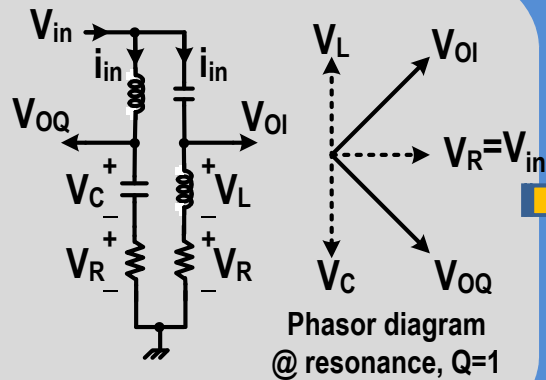 Vin
iin
iin
VOQ
VOI
+
+
VC
VL
−
−
+
+
VR
VR
−
−
VL
VOI
VR=Vin
VC
VOQ
Phasor diagram
@ resonance, Q=1